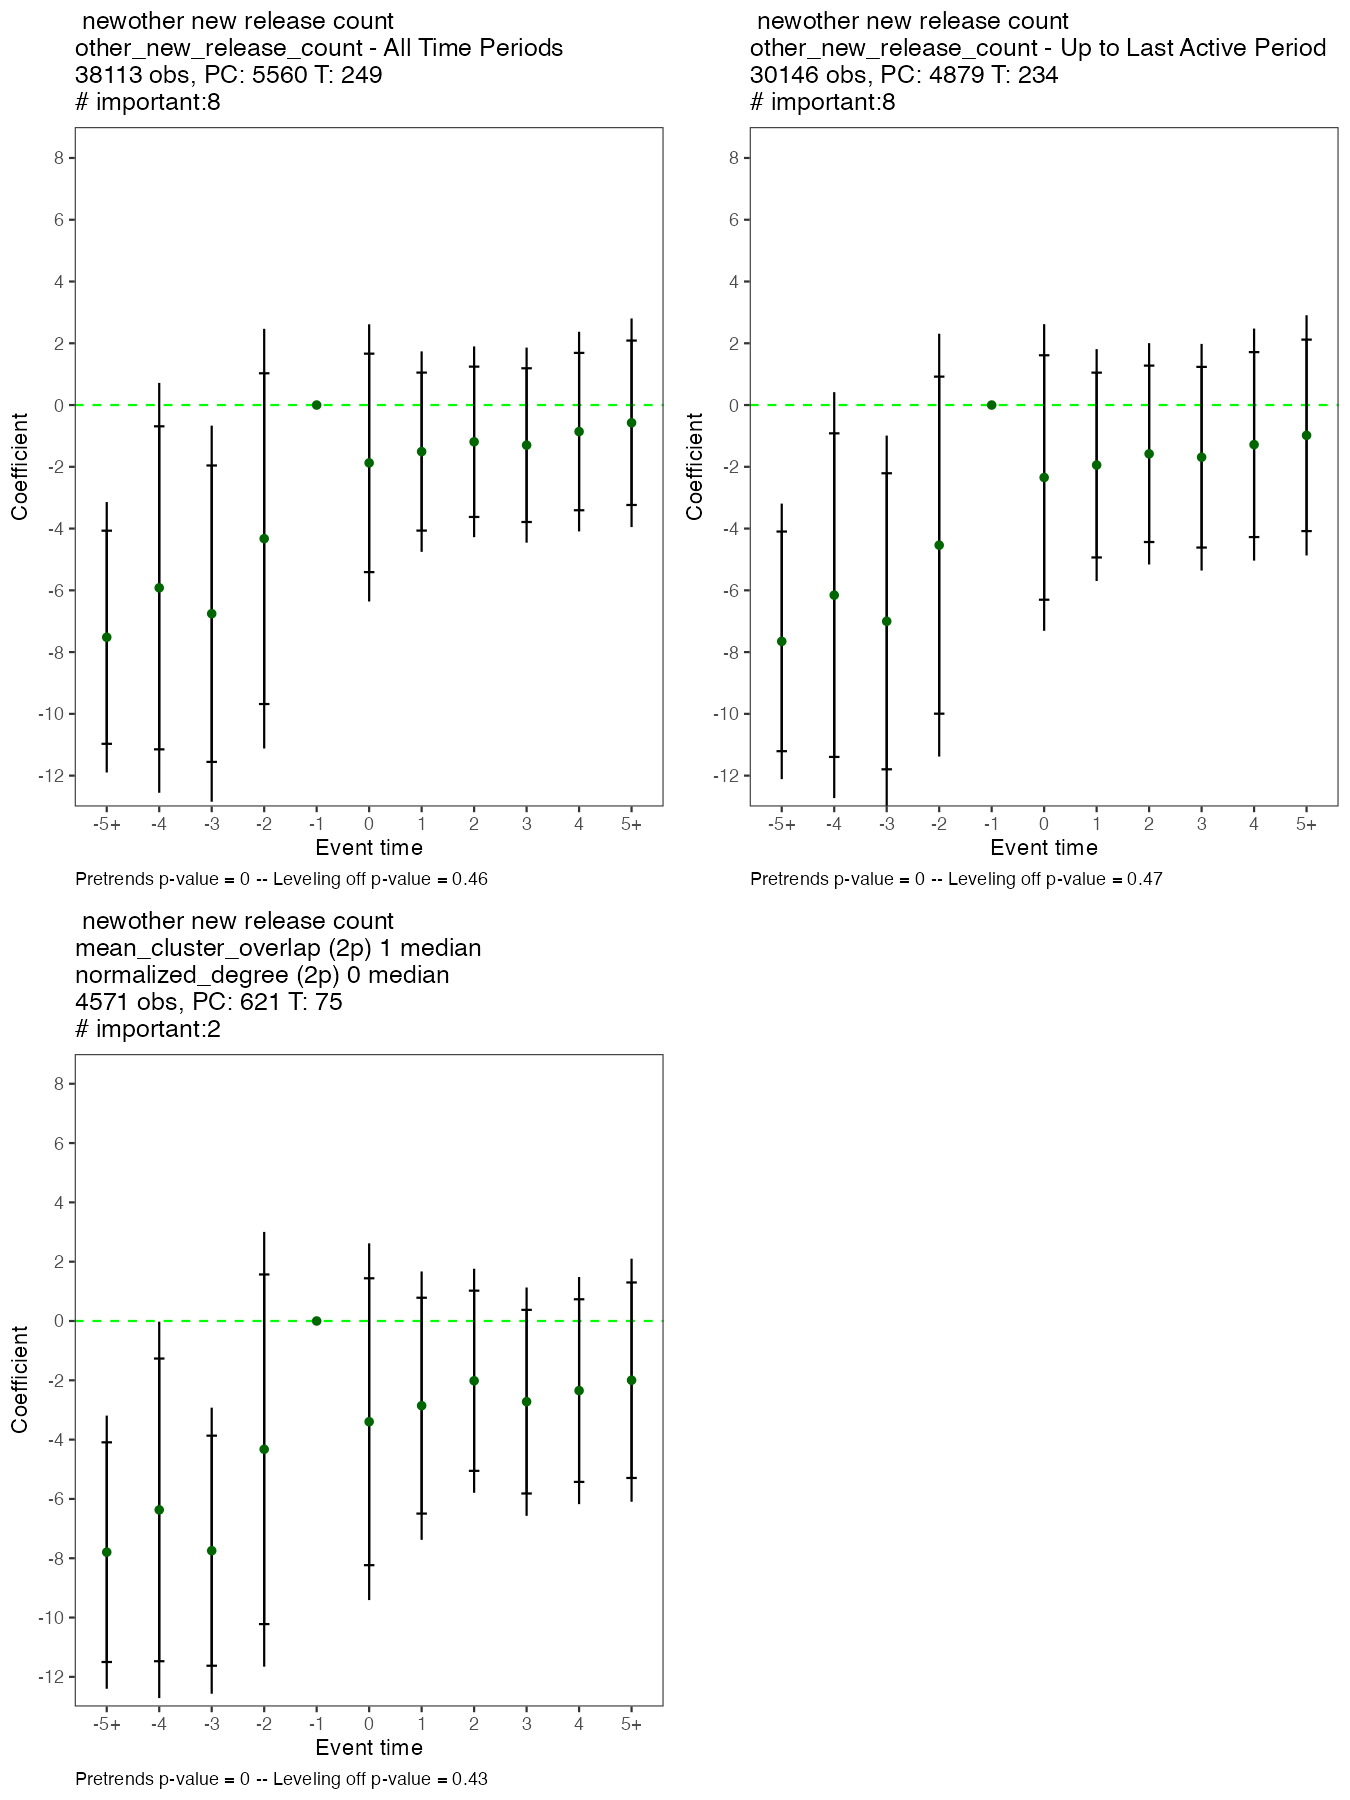 newother new release count
other_new_release_count - All Time Periods
38113 obs, PC: 5560 T: 249
# important:8
8
6
4
2
0
-2
-4
-6
-8
-10
-12
Coefficient
-5+ -4 -3 -2 -1 0 1 2 3 4 5+
Event time
Pretrends p-value = 0 -- Leveling off p-value = 0.46
newother new release count
other_new_release_count - Up to Last Active Period
30146 obs, PC: 4879 T: 234
# important:8
8
6
4
2
0
-2
-4
-6
-8
-10
-12
Coefficient
-5+ -4 -3 -2 -1 0 1 2 3 4 5+
Event time
Pretrends p-value = 0 -- Leveling off p-value = 0.47
newother new release count
mean_cluster_overlap (2p) 1 median
normalized_degree (2p) 0 median
4571 obs, PC: 621 T: 75
# important:2
8
6
4
2
0
-2
-4
-6
-8
-10
-12
Coefficient
-5+ -4 -3 -2 -1 0 1 2 3 4 5+
Event time
Pretrends p-value = 0 -- Leveling off p-value = 0.43